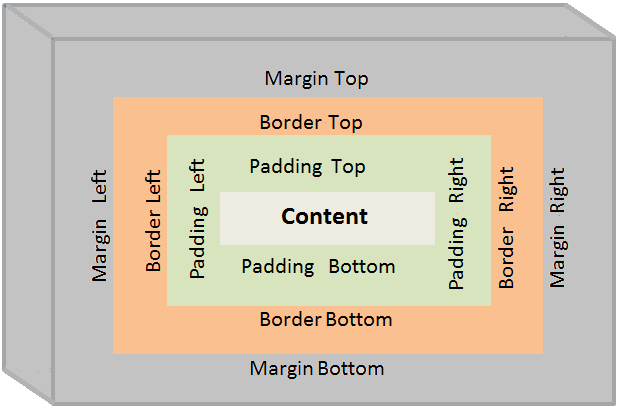 Margin Top
Border Top
Padding Top
Margin Left
Border Left
Padding Left
Content
Padding Right
Border Right
Margin Right
Padding Bottom
Border Bottom
Margin Bottom